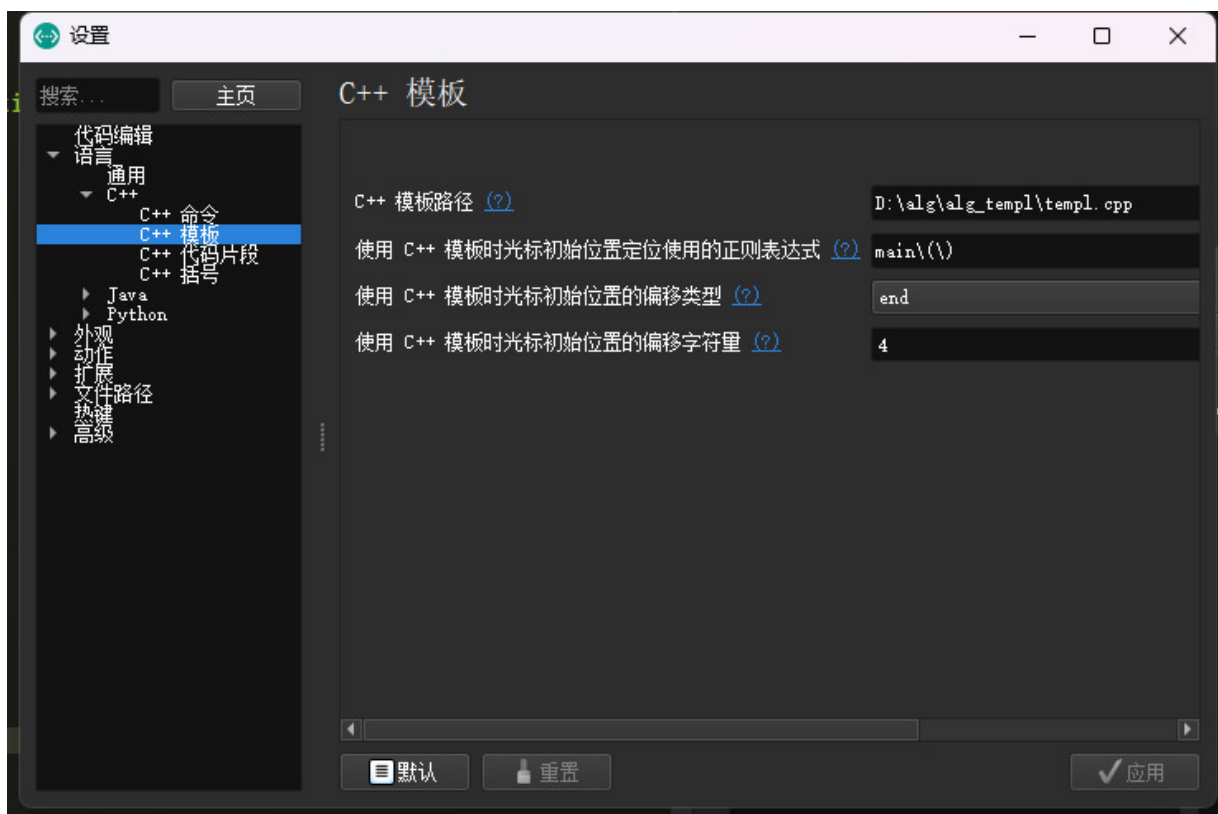 设置
搜索...
主页
代码编辑
语言
通用
C++
C++ 命令
C++ 模板
C++ 代码片段
C++ 括号
Java
Python
外观
动作
扩展
文件路径
热键
高级
C++ 模板
C++ 模板路径 (?) D:\alg\alg_templ\templ.cpp
使用 C++ 模板时光标初始位置定位使用的正则表达式 (?) main\(\)
使用 C++ 模板时光标初始位置的偏移类型 (?) end
使用 C++ 模板时光标初始位置的偏移字符量 (?) 4
默认 重置 应用